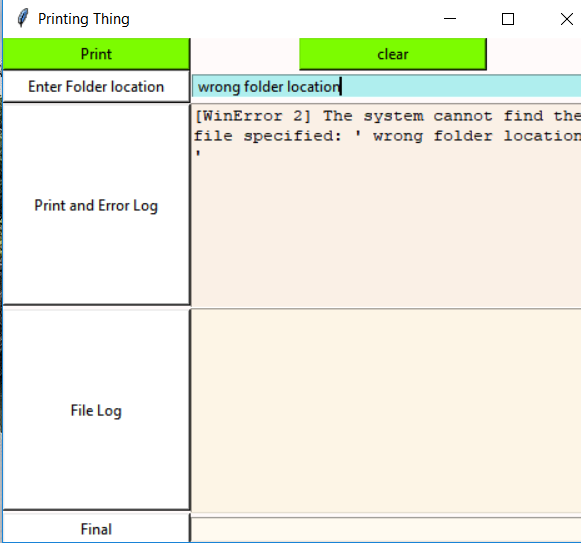 Printing Thing
Print
clear
Enter Folder location
wrong folder location
[WinError 2] The system cannot find the
file specified: ' wrong folder location
'
Print and Error Log
File Log
Final